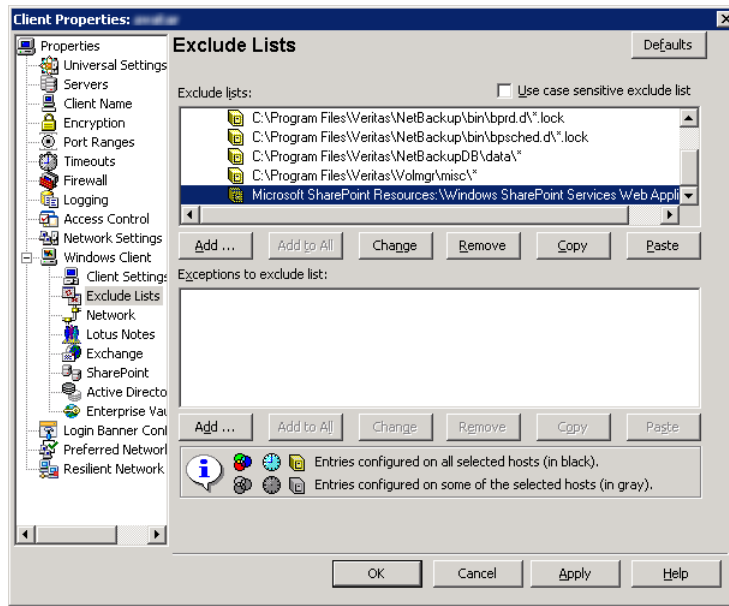 Client Properties:
Properties
Universal Settings
Servers
Client Name
Encryption
Port Ranges
Timeouts
Firewall
Logging
Access Control
Network Settings
Windows Client
Client Settings
Exclude Lists
Network
Lotus Notes
Exchange
SharePoint
Active Directo
Enterprise Vau
Login Banner Conf
Preferred Network
Resilient Network
Exclude Lists
Defaults
Exclude lists:
Use case sensitive exclude list
C:\Program Files\Veritas\NetBackup\bin\bprd.d\*.lock
C:\Program Files\Veritas\NetBackup\bin\bpsched.d\*.lock
C:\Program Files\Veritas\NetBackupDB\data\*
C:\Program Files\Veritas\Volmgr\misc\*
Microsoft SharePoint Resources:\Windows SharePoint Services Web Appli
Add ... Add to All Change Remove Copy Paste
Exceptions to exclude list:
Add ... Add to All Change Remove Copy Paste
Entries configured on all selected hosts (in black).
Entries configured on some of the selected hosts (in gray).
OK Cancel Apply Help